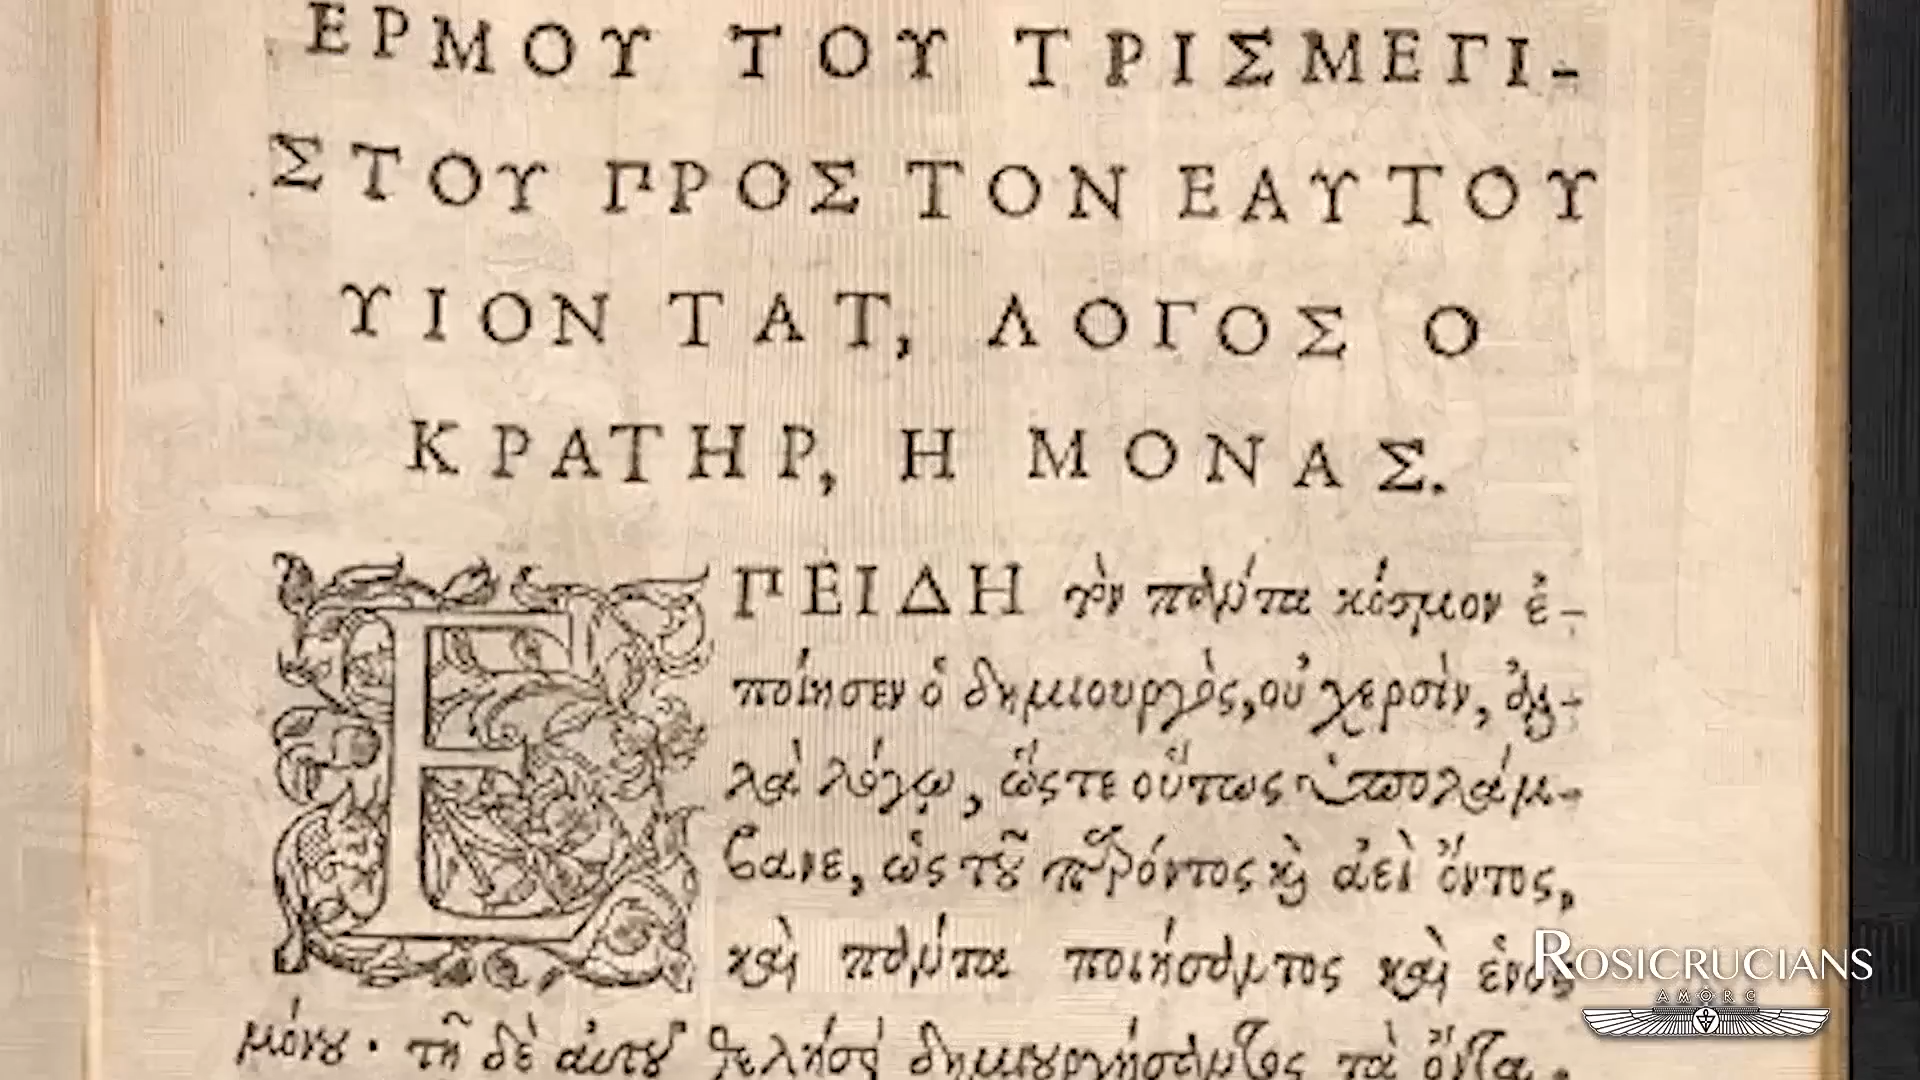 ΕΡΜΟΥ ΤΟΥ ΤΡΙΣΜΕΓΙ-
ΣΤΟΥ ΠΡΟΣ ΤΟΝ ΕΑΥΤΟΥ
ΥΙΟΝ ΤΑΤ, ΛΟΓΟΣ Ο
ΚΡΑΤΗΡ, Η ΜΟΝΑΣ.
ΕΠΕΙΔΗ τὸν πάντα κόσμον ἐ-
ποίησεν ὁ δημιουργὸς, οὐ χερσὶν, ἀλ-
λὰ λόγῳ, ὥς τε οὕτως ὑπολάμ-
βανε, ὡς τοῦ παρόντος καὶ ἀεὶ ὄντος,
καὶ πάντα ποιήσαντος καὶ ἑνὸς
μόνου· τῇ δὲ αὐτοῦ θελήσει δημιουργήσαντος τὰ ὄντα.
ROSICRUCIANS
AMORC